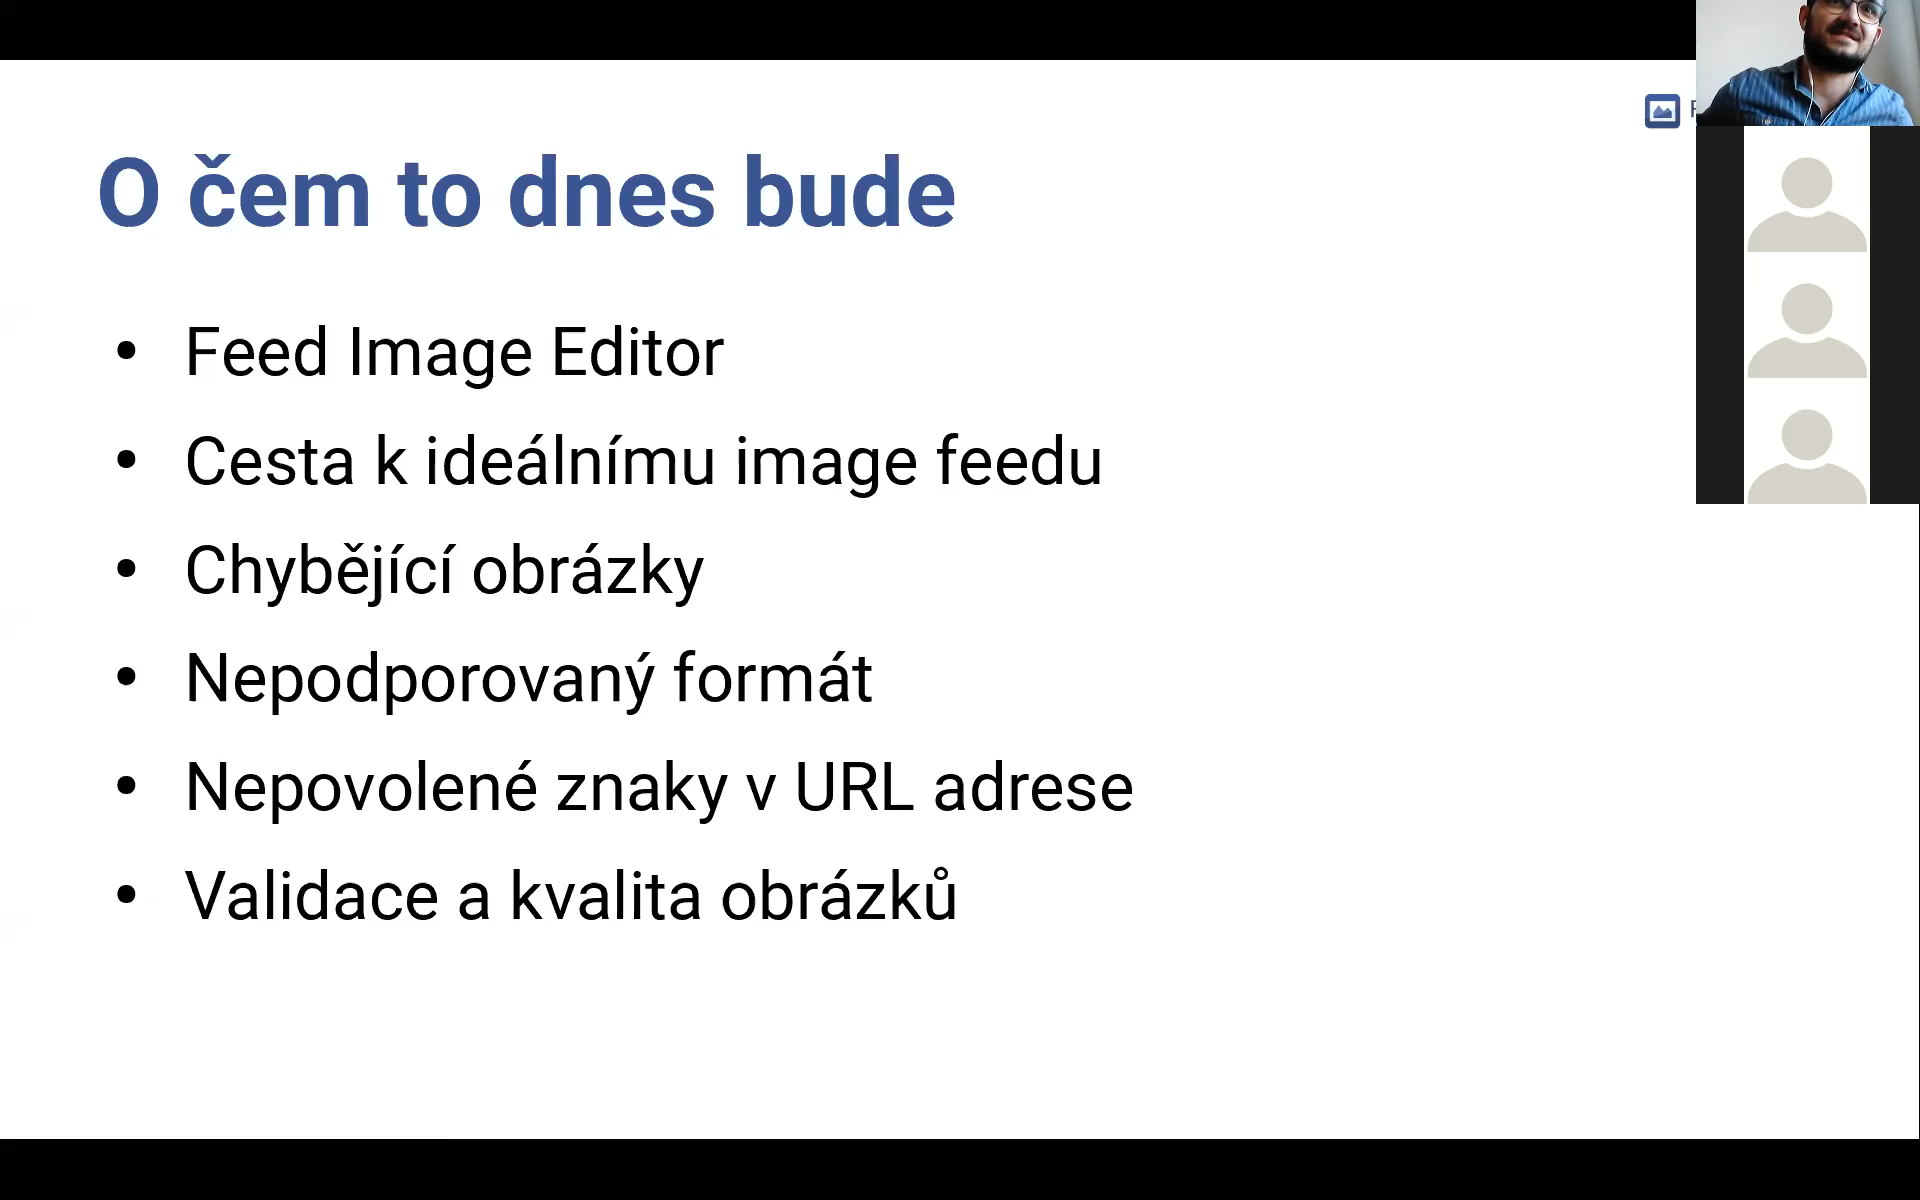 O čem to dnes bude
• Feed Image Editor
• Cesta k ideálnímu image feedu
• Chybějící obrázky
• Nepodporovaný formát
• Nepovolené znaky v URL adrese
• Validace a kvalita obrázků